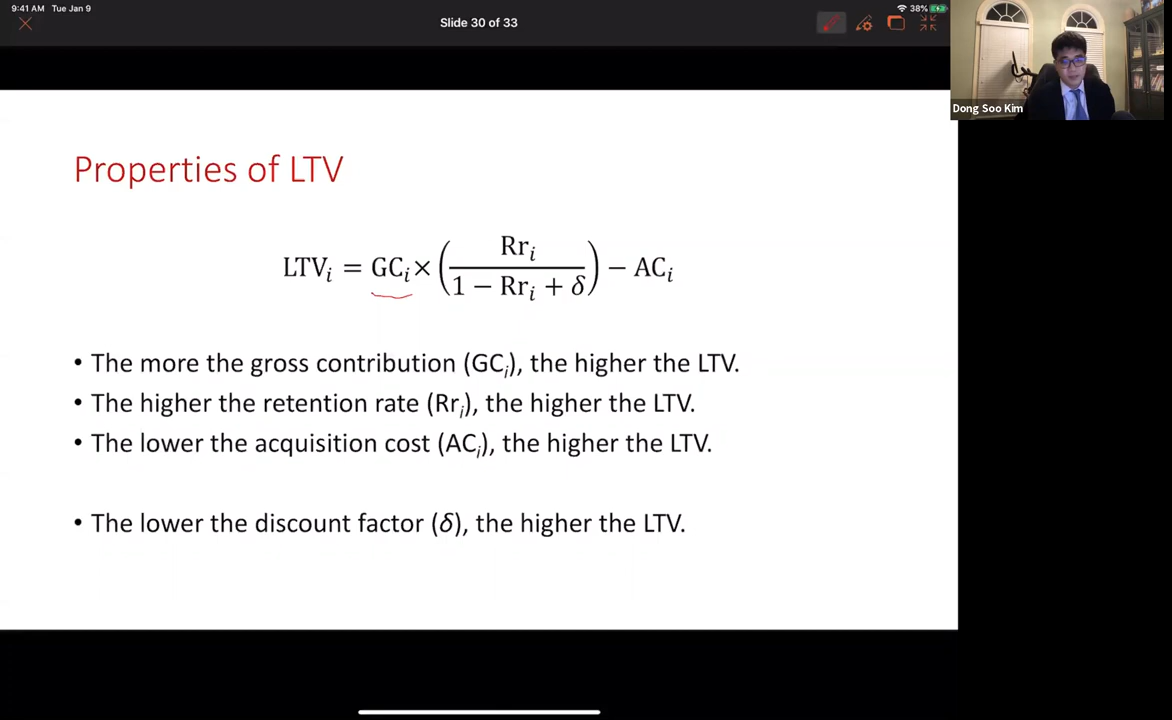 9:41 AM Tue Jan 9
Slide 30 of 33
38%
Dong Soo Kim
Properties of LTV
LTVᵢ = GCᵢ × (Rrᵢ / (1 − Rrᵢ + δ)) − ACᵢ
• The more the gross contribution (GCᵢ), the higher the LTV.
• The higher the retention rate (Rrᵢ), the higher the LTV.
• The lower the acquisition cost (ACᵢ), the higher the LTV.
• The lower the discount factor (δ), the higher the LTV.